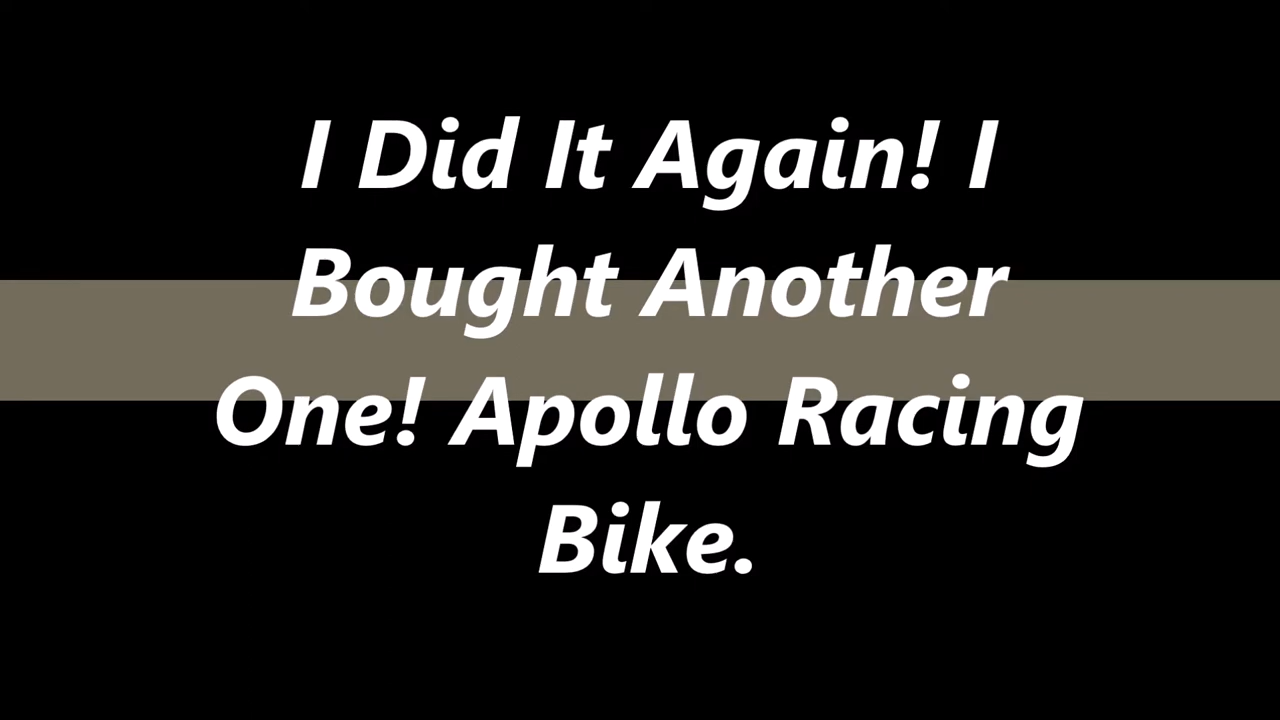 I Did It Again! I
Bought Another
One! Apollo Racing
Bike.